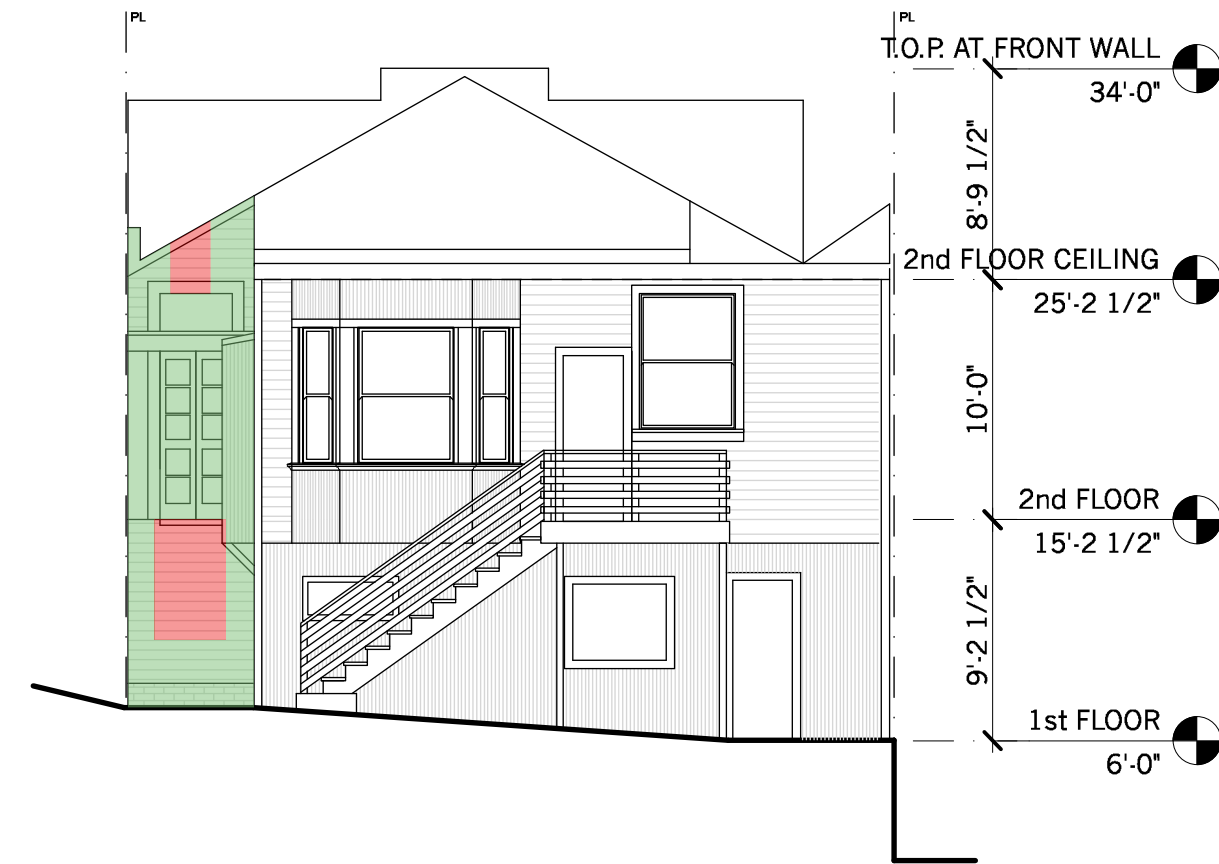 PL
PL
T.O.P. AT FRONT WALL
34'-0"
8'-9 1/2"
2nd FLOOR CEILING
25'-2 1/2"
10'-0"
2nd FLOOR
15'-2 1/2"
9'-2 1/2"
1st FLOOR
6'-0"